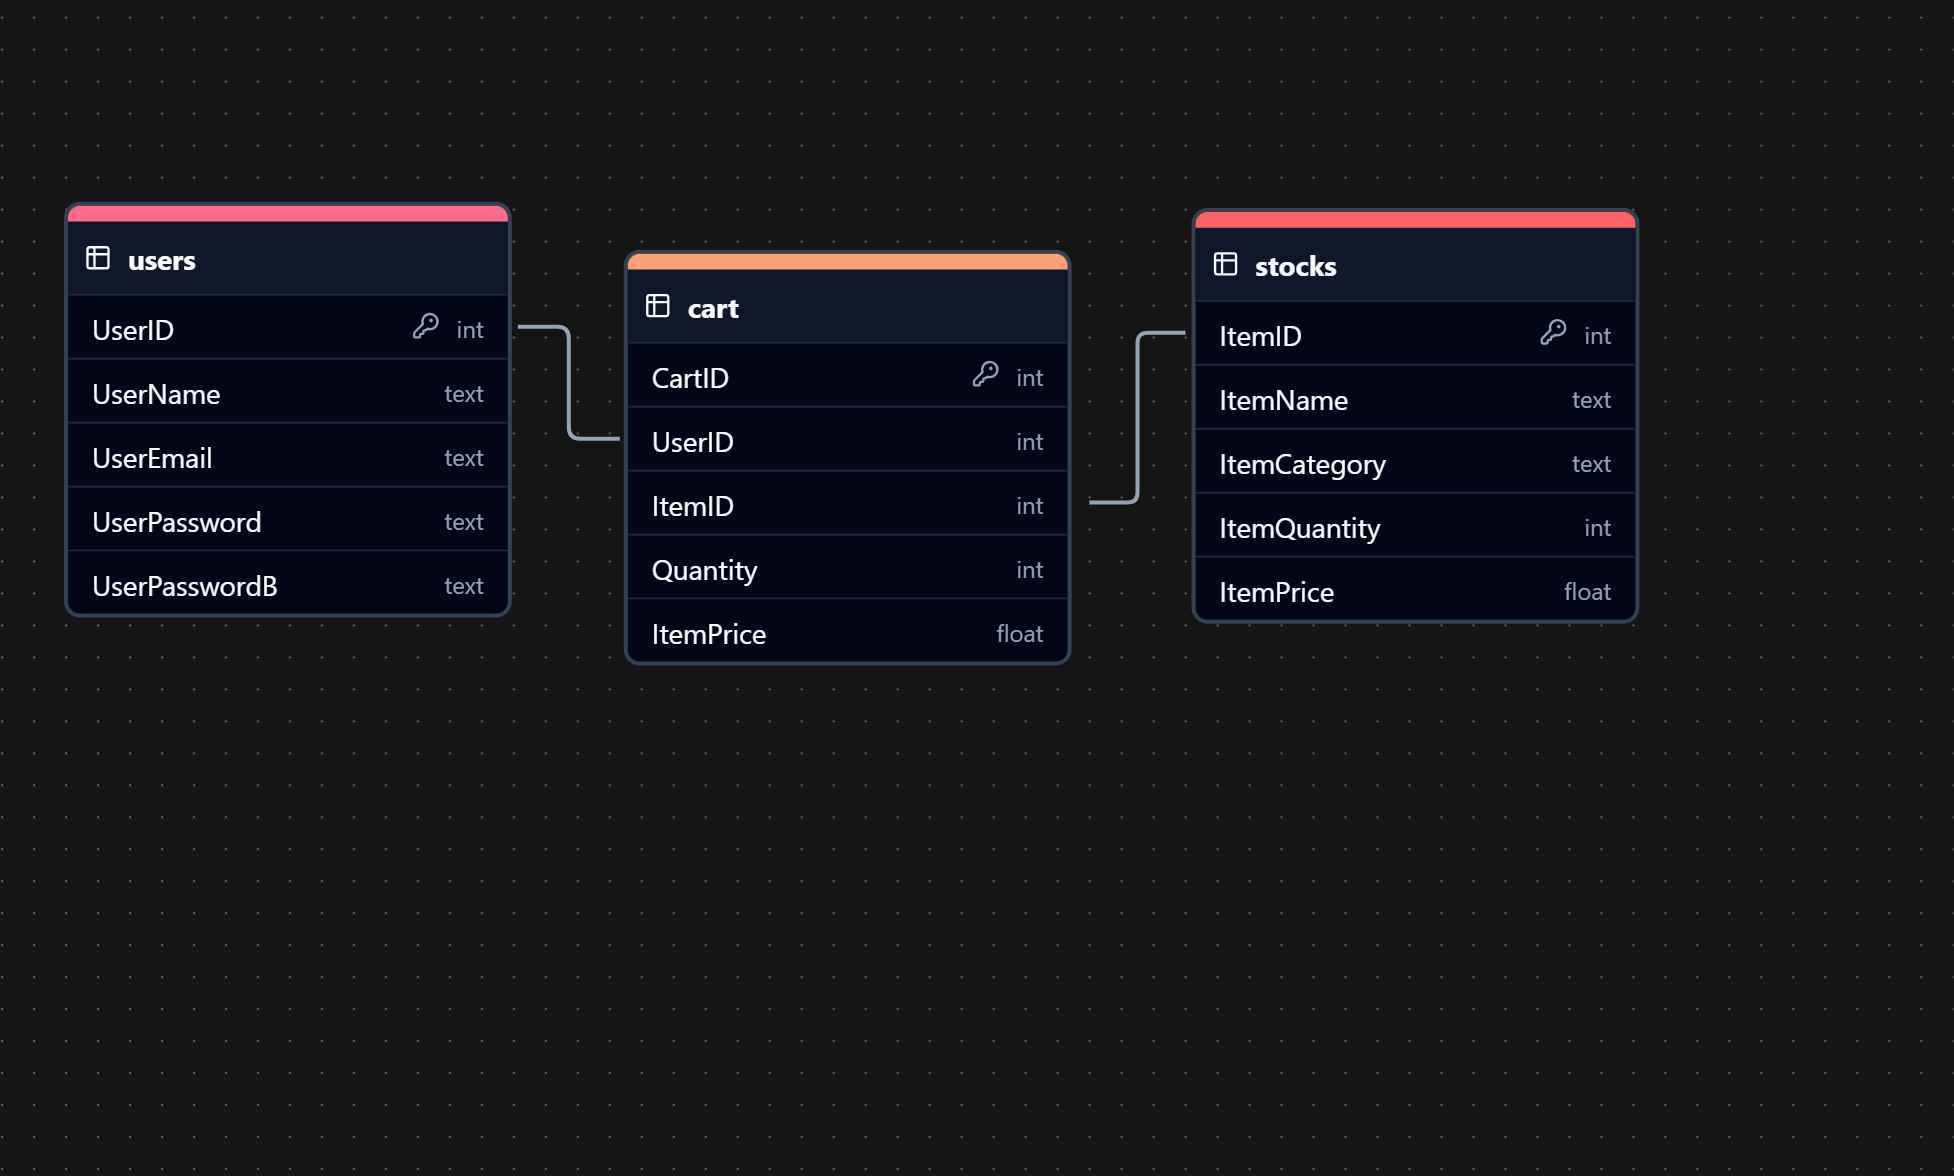 users
UserID int
UserName text
UserEmail text
UserPassword text
UserPasswordB text
cart
CartID int
UserID int
ItemID int
Quantity int
ItemPrice float
stocks
ItemID int
ItemName text
ItemCategory text
ItemQuantity int
ItemPrice float